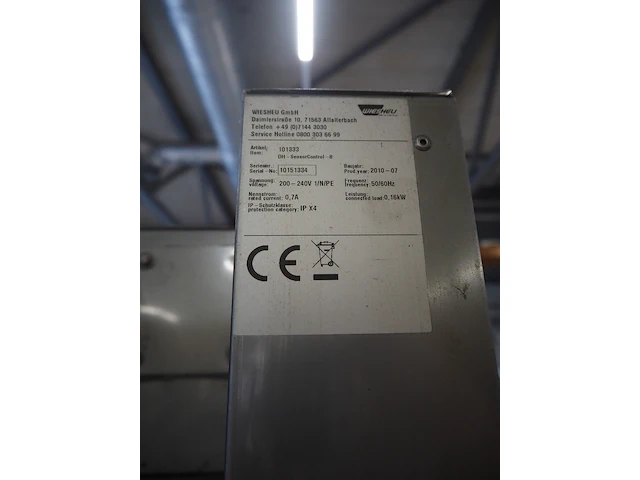 WIESHEU GmbH
Daimlerstraße 10, 71563 Affalterbach
Telefon +49 (0)7144 3030
Service Hotline 0800 303 66 99
WIESHEU
Artikel:
Item: 101333
DH - SensorControl - R
Seriennr.: Baujahr:
Serial-No: 10151334 Prod.year: 2010-07
Spannung Frequenz
voltage: 200-240V 1/N/PE frequency: 50/60Hz
Nennstrom: Leistung:
rated current: 0,7A connected load: 0,16kW
IP - Schutzklasse:
protection category: IP X4
CE